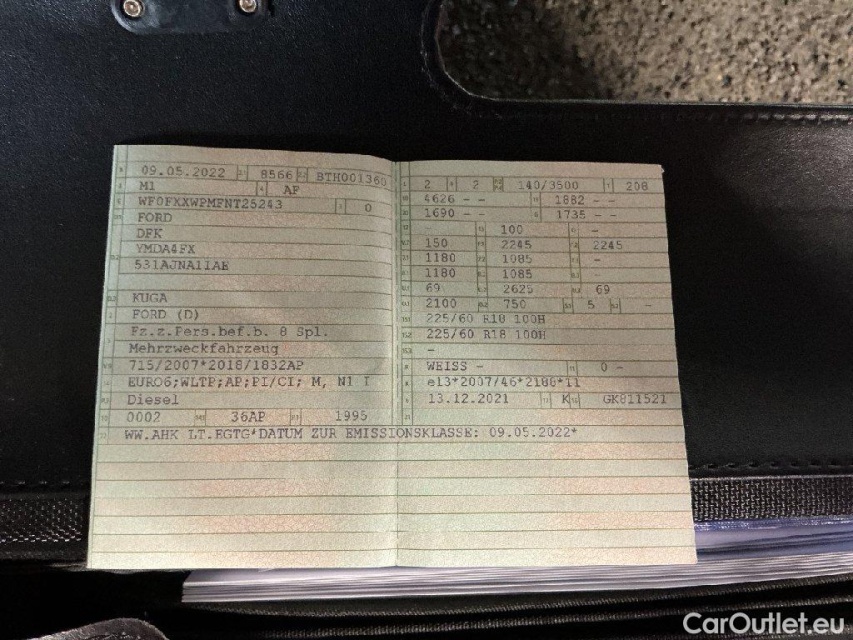 09.05.2022 8566 BTH001360
M1 AF
WF0FXXWPMFNT25243 0
FORD
DFK
YMDA4FX
531AJNA1IAE
KUGA
FORD (D)
Fz.z.Pers.bef.b. 8 Spl.
Mehrzweckfahrzeug
715/2007*2018/1832AP
EURO6;WLTP;AP;PI/CI; M, N1 I
Diesel
0002 36AP 1995
2 2 140/3500 208
4626 - - 1882 - -
1690 - - 1735 - -
- 100 -
150 2245 2245
1180 1085 -
1180 1085 -
69 2625 69
2100 750 5 -
225/60 R18 100H
225/60 R18 100H
-
WEISS - 0 -
e13*2007/46*2186*11
13.12.2021 K GK811521
WW.AHK LT.EGTG*DATUM ZUR EMISSIONSKLASSE: 09.05.2022*
CarOutlet.eu